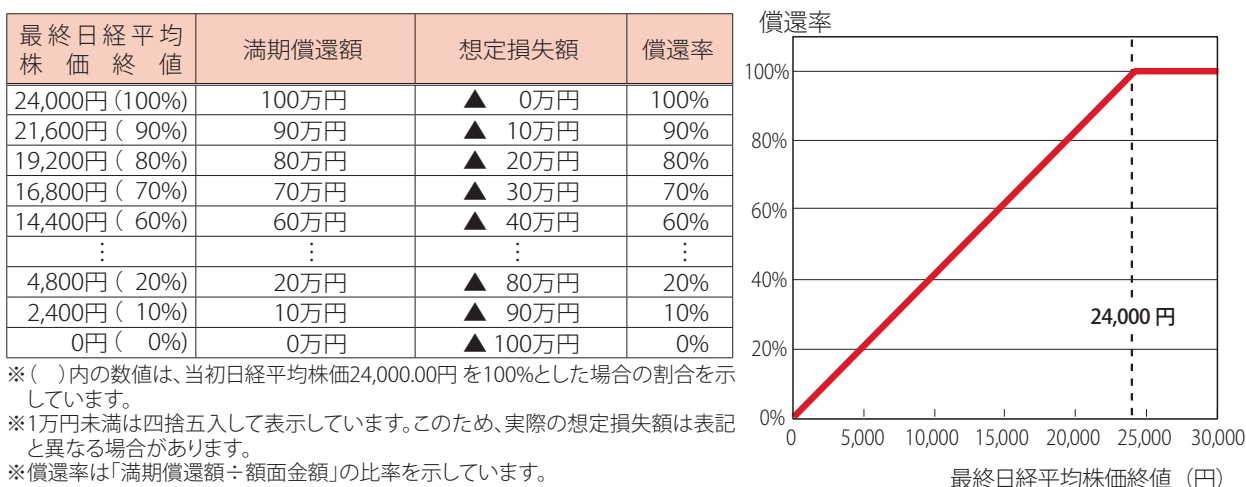 最終日経平均
株価終値
満期償還額
想定損失額
償還率
24,000円(100%) 100万円 ▲ 0万円 100%
21,600円( 90%) 90万円 ▲ 10万円 90%
19,200円( 80%) 80万円 ▲ 20万円 80%
16,800円( 70%) 70万円 ▲ 30万円 70%
14,400円( 60%) 60万円 ▲ 40万円 60%
⋮ ⋮ ⋮ ⋮
4,800円( 20%) 20万円 ▲ 80万円 20%
2,400円( 10%) 10万円 ▲ 90万円 10%
0円( 0%) 0万円 ▲ 100万円 0%
※( )内の数値は、当初日経平均株価24,000.00円 を100%とした場合の割合を示
しています。
※1万円未満は四捨五入して表示しています。このため、実際の想定損失額は表記
と異なる場合があります。
※償還率は「満期償還額÷額面金額」の比率を示しています。
償還率
100%
80%
60%
40%
20%
0%
24,000 円
0 5,000 10,000 15,000 20,000 25,000 30,000
最終日経平均株価終値(円)